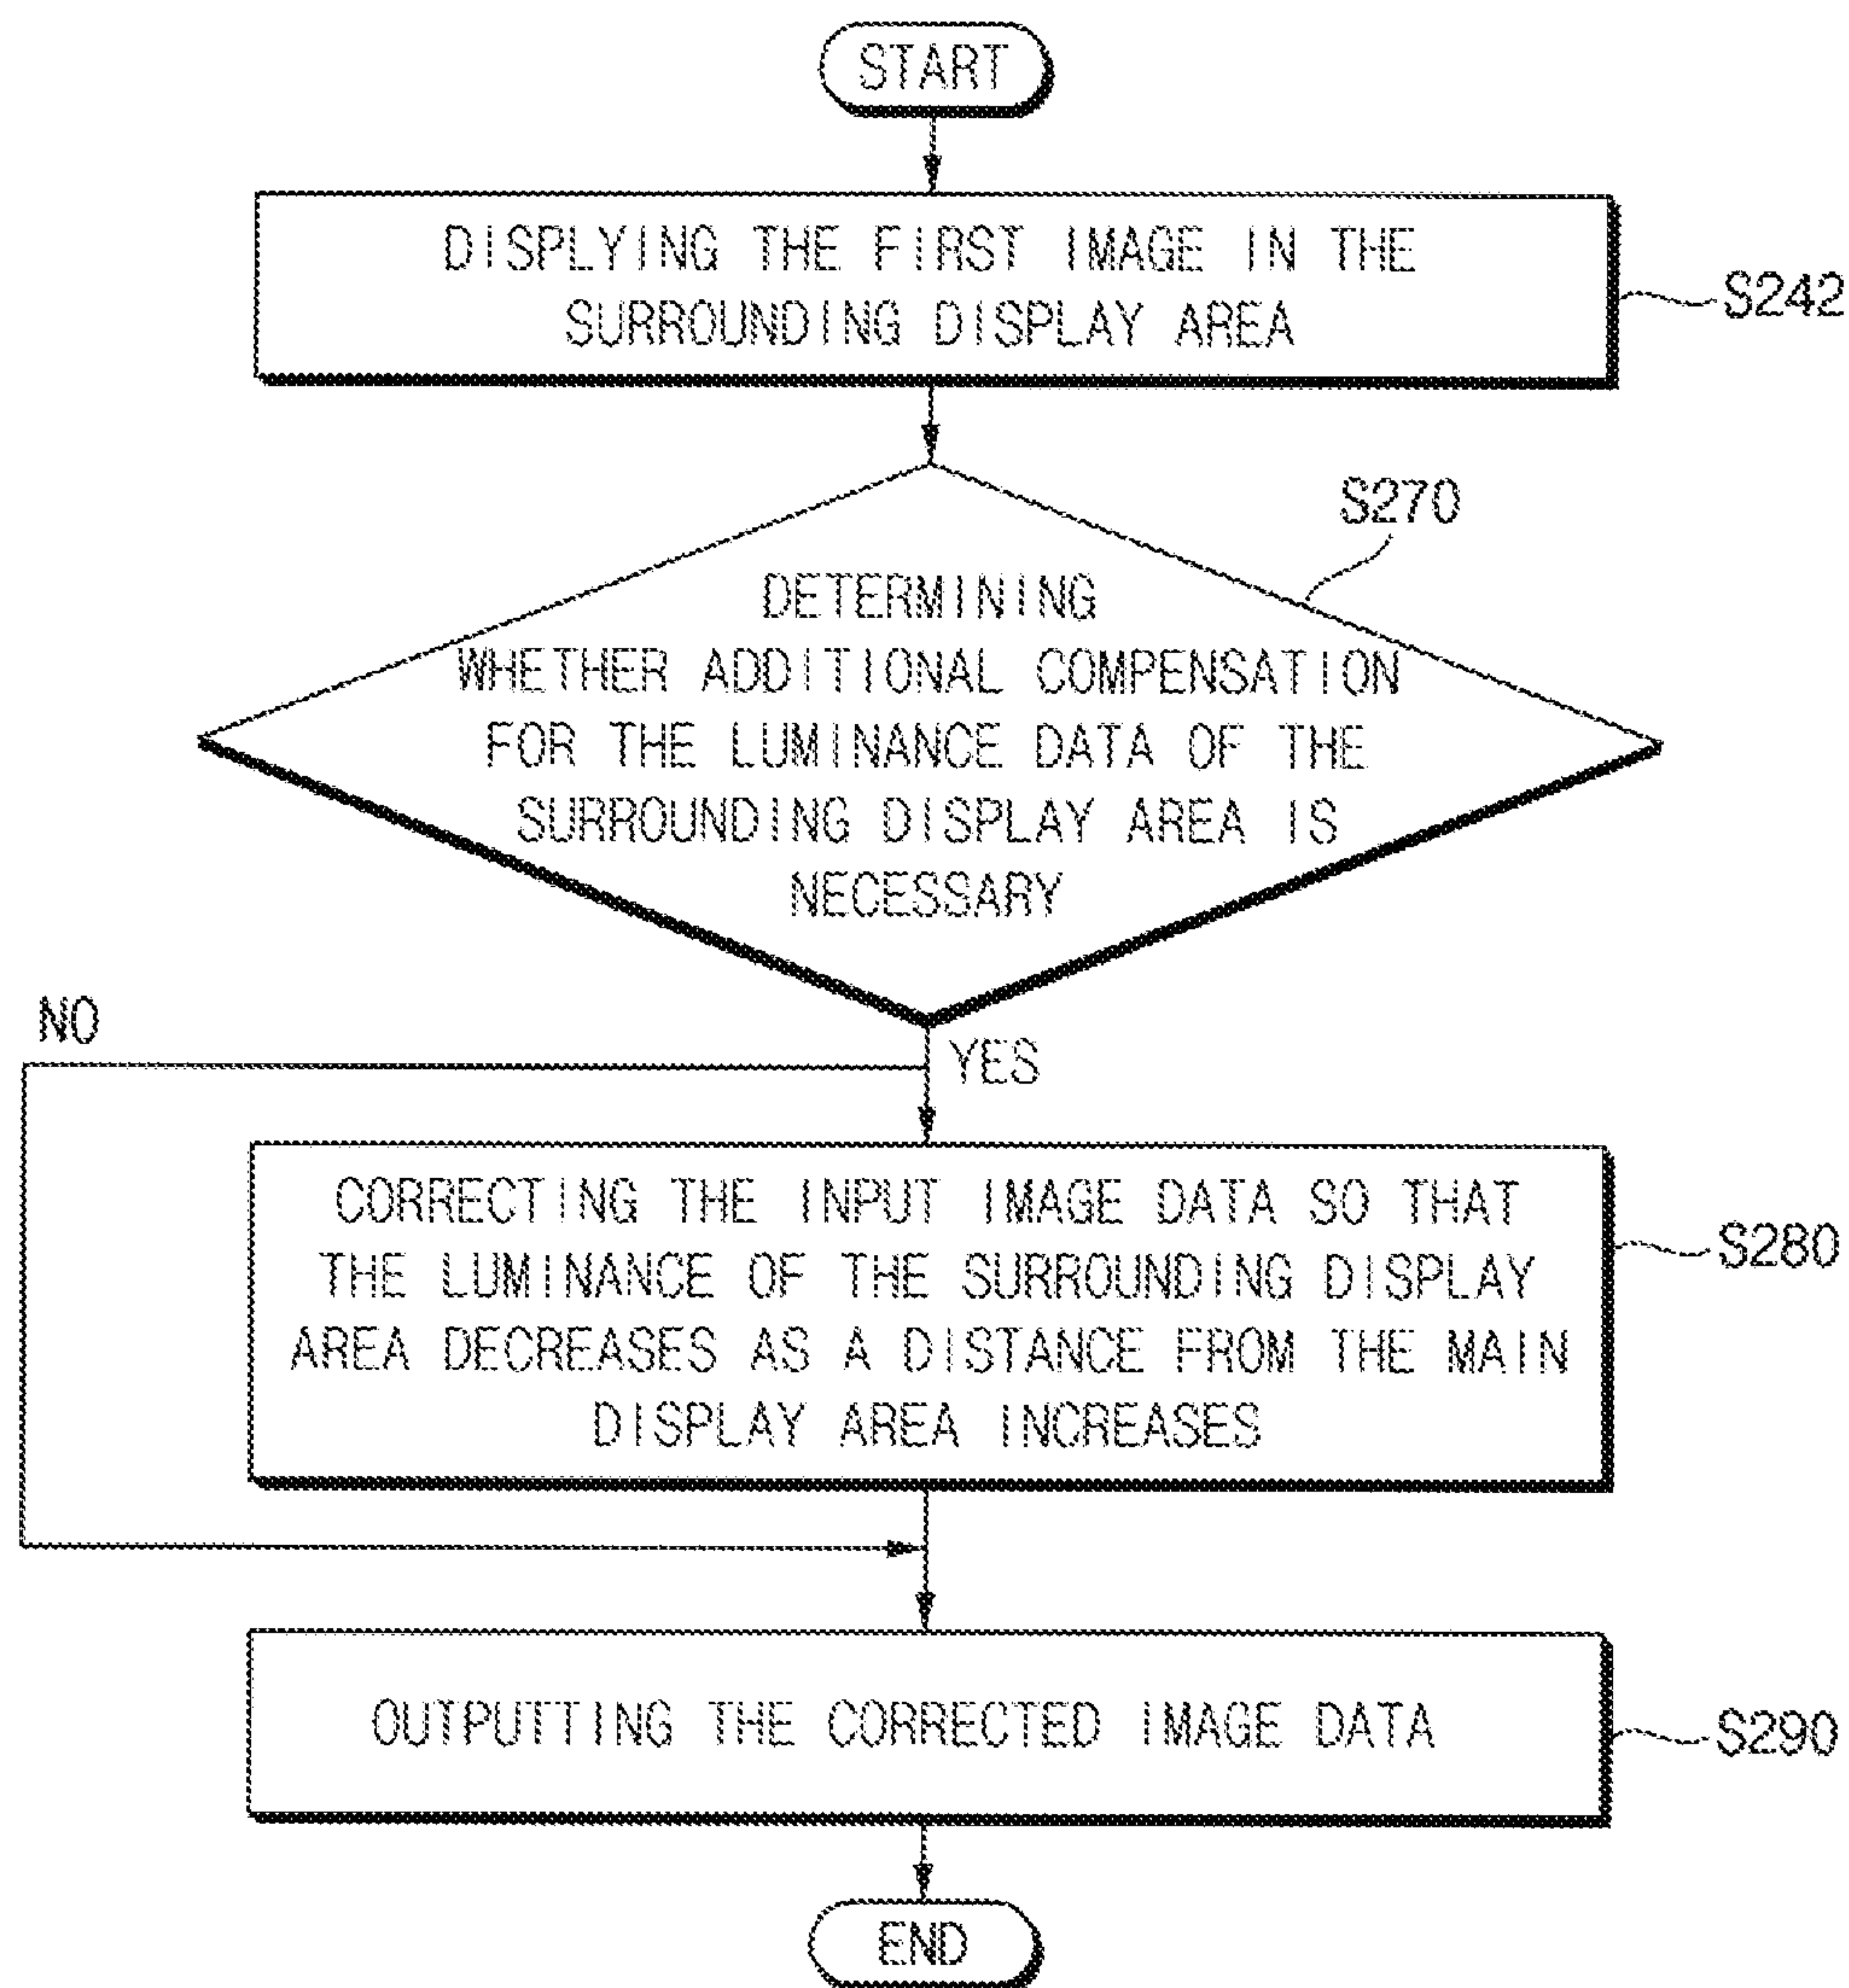 START
DISPLYING THE FIRST IMAGE IN THE
SURROUNDING DISPLAY AREA
S242
S270
DETERMINING
WHETHER ADDITIONAL COMPENSATION
FOR THE LUMINANCE DATA OF THE
SURROUNDING DISPLAY AREA IS
NECESSARY
NO
YES
CORRECTING THE INPUT IMAGE DATA SO THAT
THE LUMINANCE OF THE SURROUNDING DISPLAY
AREA DECREASES AS A DISTANCE FROM THE MAIN
DISPLAY AREA INCREASES
S280
OUTPUTTING THE CORRECTED IMAGE DATA
S290
END